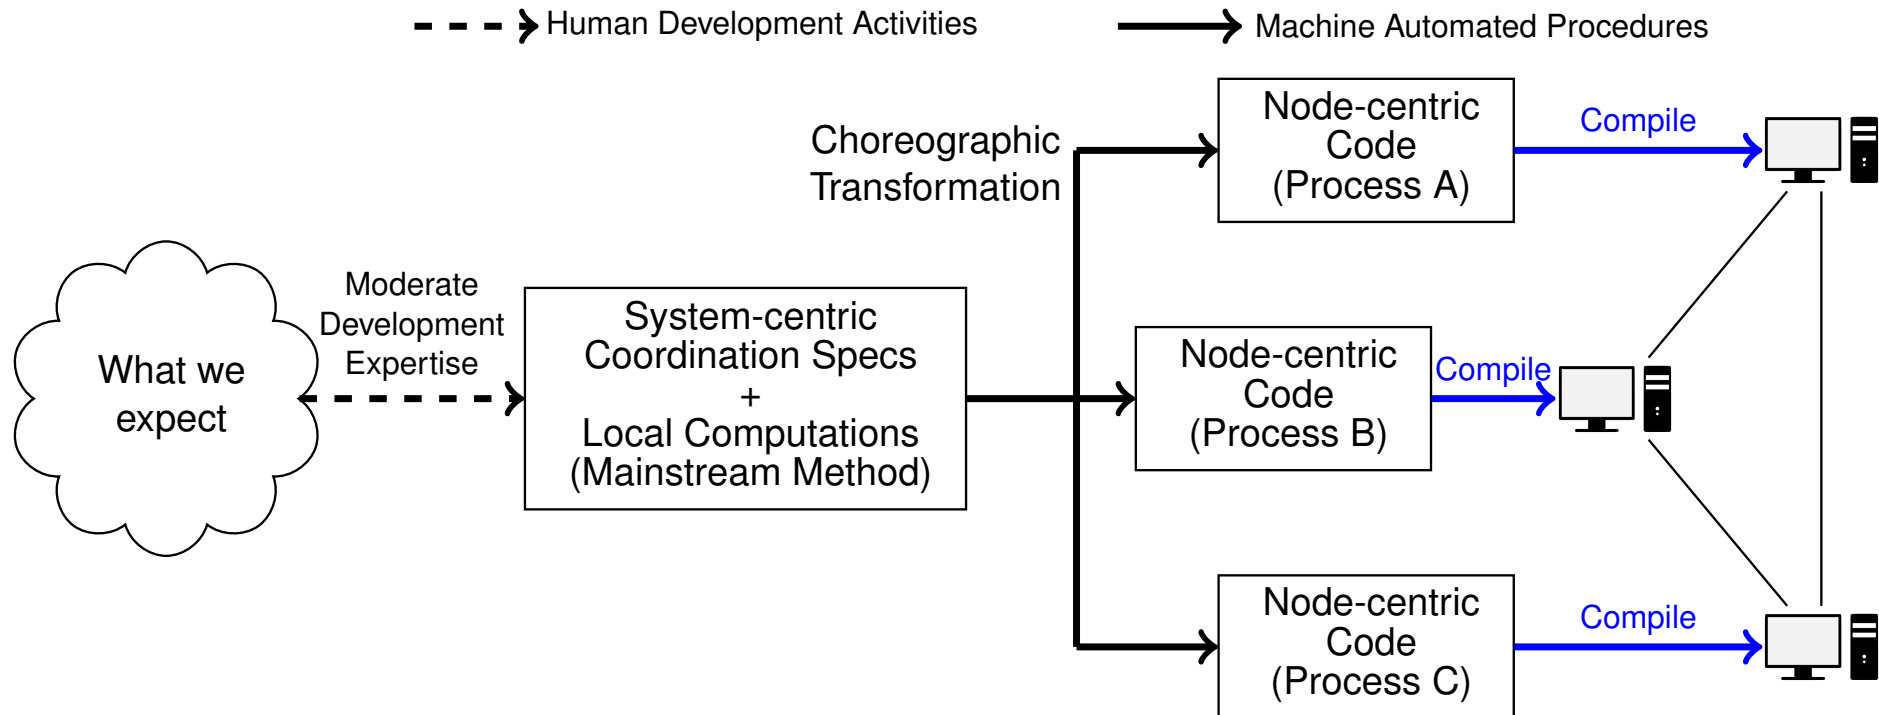 Human Development Activities
Machine Automated Procedures
Choreographic
Transformation
Node-centric
Code
(Process A)
Compile
What we
expect
Moderate
Development
Expertise
System-centric
Coordination Specs
+
Local Computations
(Mainstream Method)
Node-centric
Code
(Process B)
Compile
Node-centric
Code
(Process C)
Compile